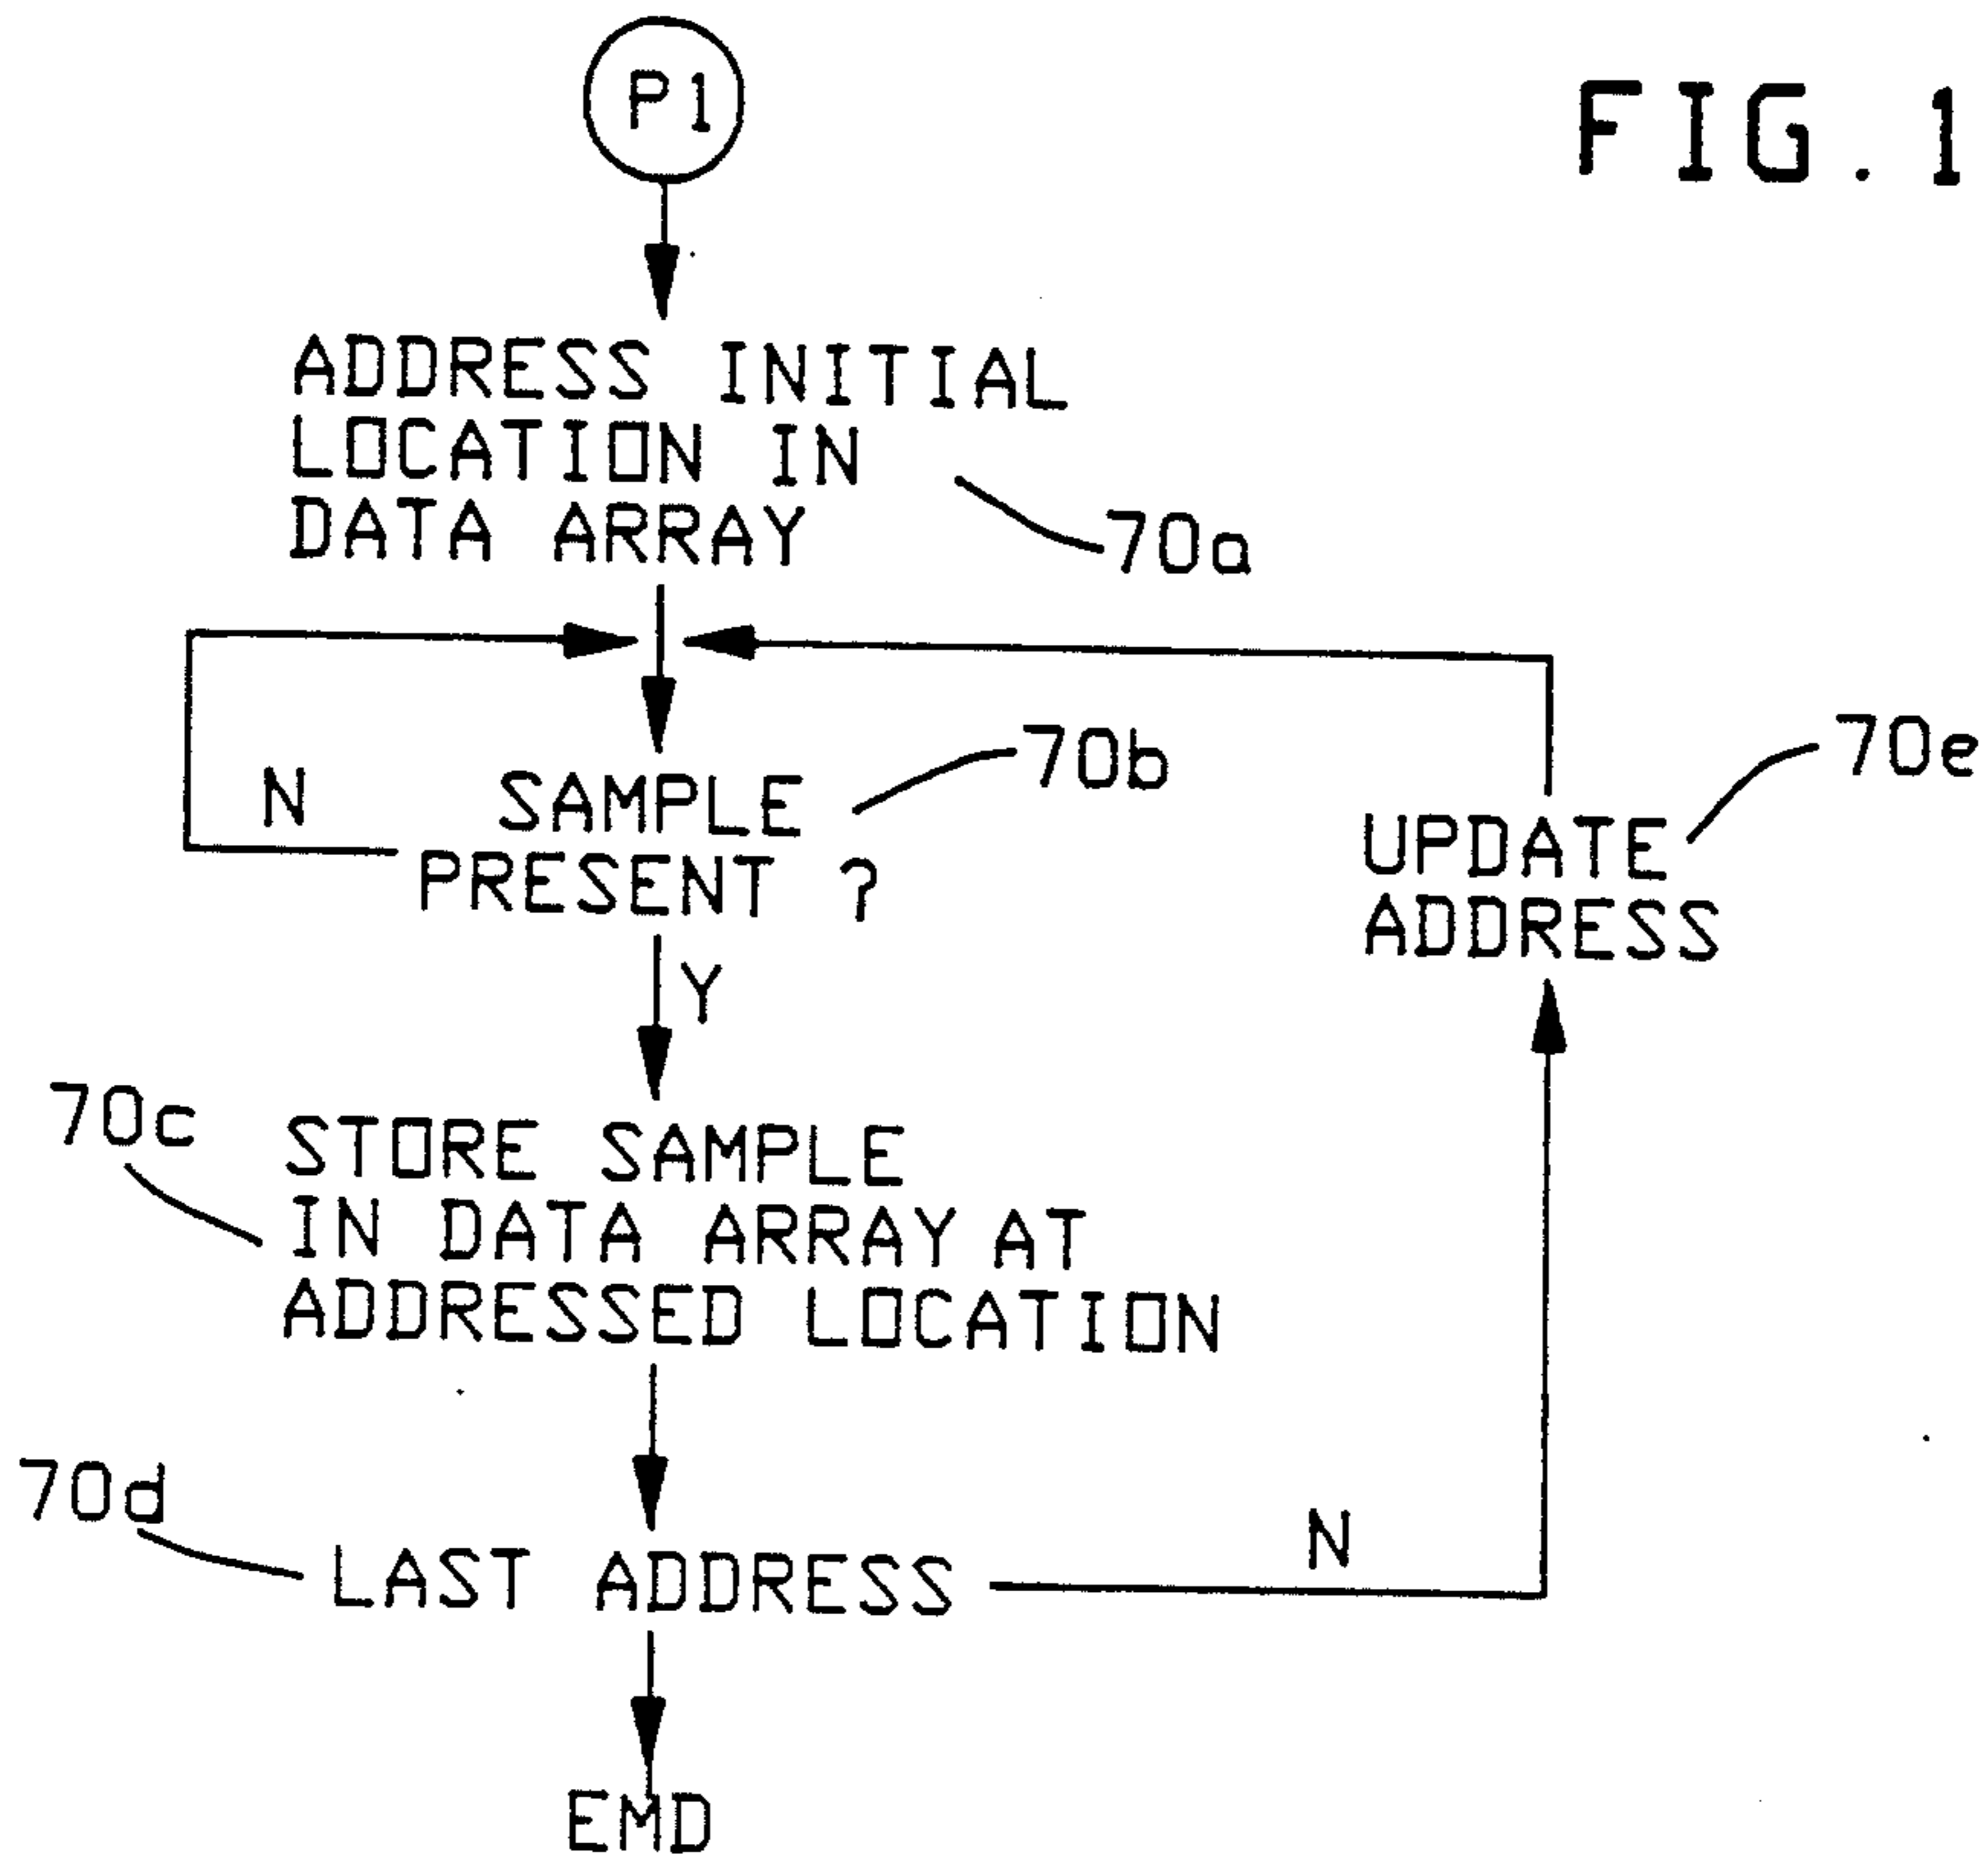 P1
FIG. 1
ADDRESS INITIAL
LOCATION IN
DATA ARRAY
70a
N
SAMPLE
PRESENT ?
70b
70e
UPDATE
ADDRESS
Y
70c
STORE SAMPLE
IN DATA ARRAY AT
ADDRESSED LOCATION
70d
LAST ADDRESS
N
EMD